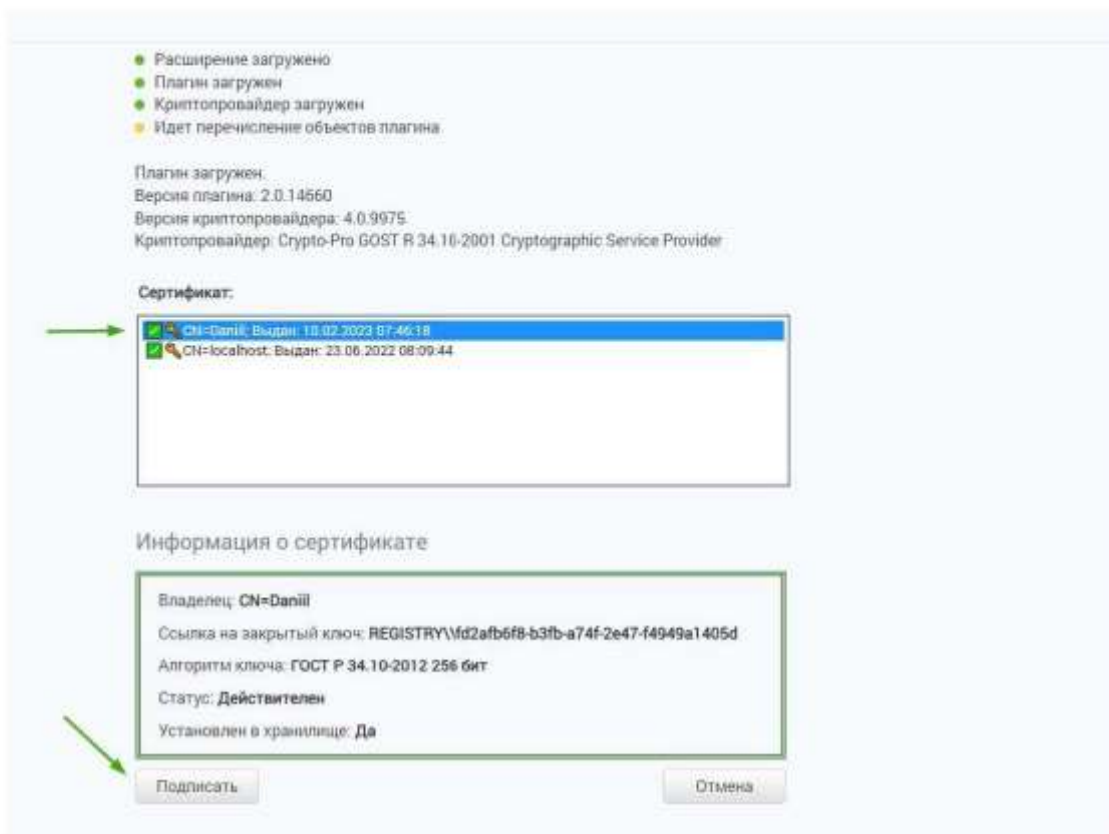 Расширение загружено
Плагин загружен
Криптопровайдер загружен
Идет перечисление объектов плагина
Плагин загружен.
Версия плагина: 2.0.14660
Версия криптопровайдера: 4.0.9975
Криптопровайдер: Crypto-Pro GOST R 34.10-2001 Cryptographic Service Provider
Сертификат:
CN=Daniil; Выдан: 10.02.2023 07:46:18
CN=localhost; Выдан: 23.06.2022 08:09:44
Информация о сертификате
Владелец: CN=Daniil
Ссылка на закрытый ключ: REGISTRY\\fd2afb6f8-b3fb-a74f-2e47-f4949a1405d
Алгоритм ключа: ГОСТ Р 34.10-2012 256 бит
Статус: Действителен
Установлен в хранилище: Да
Подписать Отмена